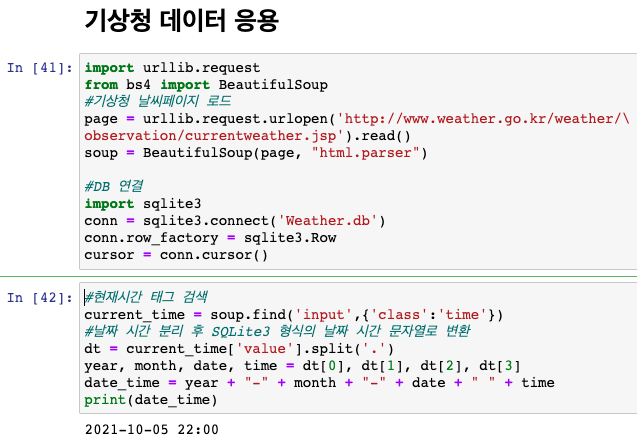 기상청 데이터 응용
In [41]: import urllib.request
from bs4 import BeautifulSoup
#기상청 날씨페이지 로드
page = urllib.request.urlopen('http://www.weather.go.kr/weather/\
observation/currentweather.jsp').read()
soup = BeautifulSoup(page, "html.parser")
#DB 연결
import sqlite3
conn = sqlite3.connect('Weather.db')
conn.row_factory = sqlite3.Row
cursor = conn.cursor()
In [42]: #현재시간 태그 검색
current_time = soup.find('input',{'class':'time'})
#날짜 시간 분리 후 SQLite3 형식의 날짜 시간 문자열로 변환
dt = current_time['value'].split('.')
year, month, date, time = dt[0], dt[1], dt[2], dt[3]
date_time = year + "-" + month + "-" + date + " " + time
print(date_time)
2021-10-05 22:00